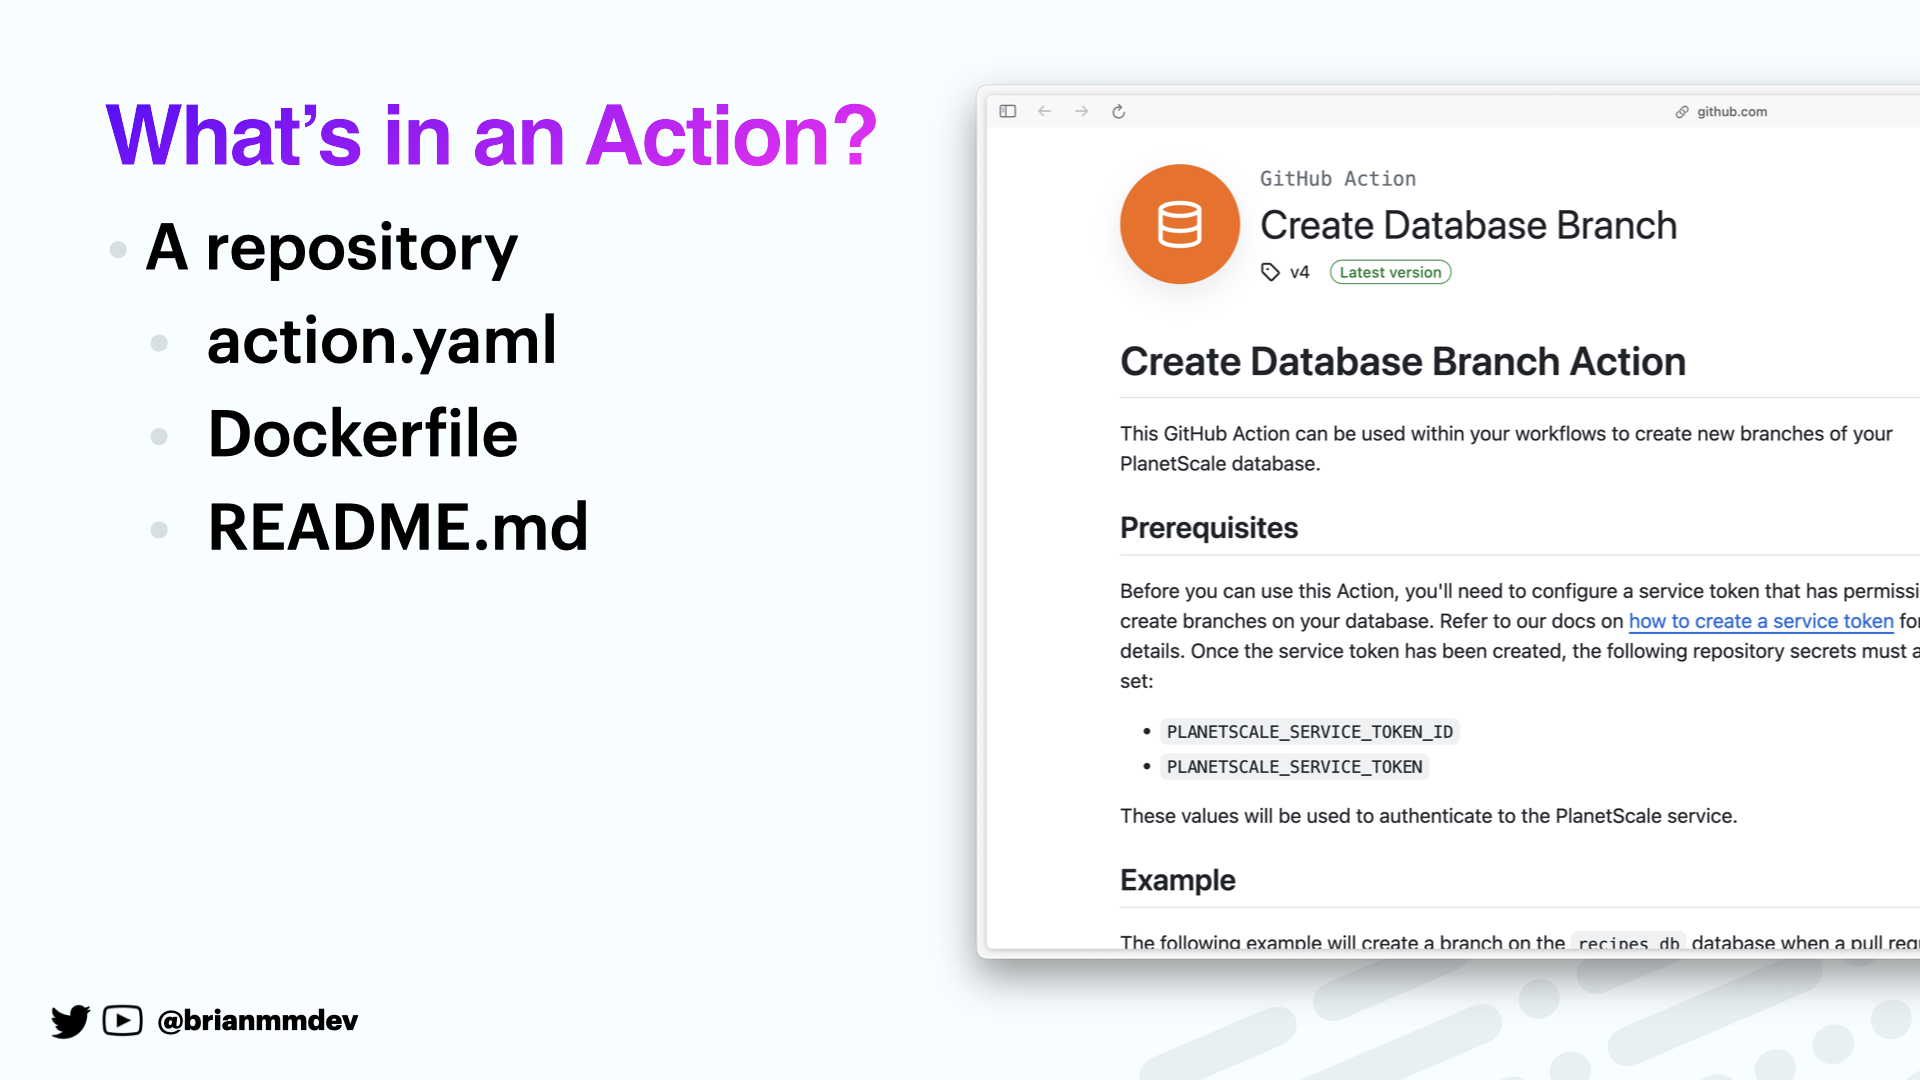 What’s in an Action?
A repository
action.yaml
Dockerfile
README.md
@brianmmdev
github.com
GitHub Action
Create Database Branch
v4 Latest version
Create Database Branch Action
This GitHub Action can be used within your workflows to create new branches of your
PlanetScale database.
Prerequisites
Before you can use this Action, you'll need to configure a service token that has permissi
create branches on your database. Refer to our docs on how to create a service token for
details. Once the service token has been created, the following repository secrets must a
set:
PLANETSCALE_SERVICE_TOKEN_ID
PLANETSCALE_SERVICE_TOKEN
These values will be used to authenticate to the PlanetScale service.
Example
The following example will create a branch on the recipes_db database when a pull requ